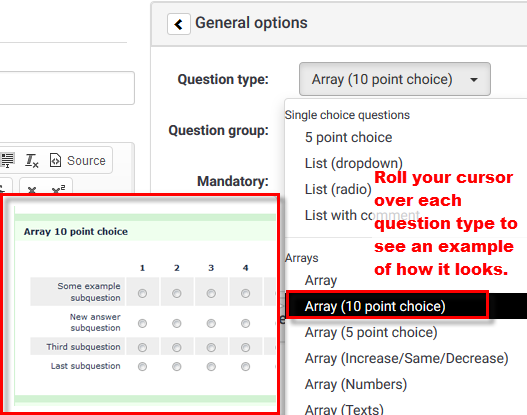 General options
Question type:
Array (10 point choice)
Single choice questions
Question group:
5 point choice
List (dropdown)
List (radio)
Mandatory:
List with comment
Source
Roll your cursor
over each
question type to
see an example
of how it looks.
Array 10 point choice
1 2 3 4
Some example
subquestion
New answer
subquestion
Third subquestion
Last subquestion
Arrays
Array
Array (10 point choice)
Array (5 point choice)
Array (Increase/Same/Decrease)
Array (Numbers)
Array (Texts)